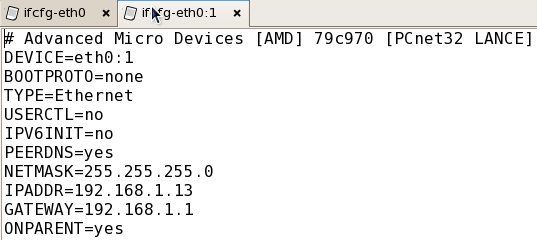 ifcfg-eth0 × ifcfg-eth0:1 ×
# Advanced Micro Devices [AMD] 79c970 [PCnet32 LANCE]
DEVICE=eth0:1
BOOTPROTO=none
TYPE=Ethernet
USERCTL=no
IPV6INIT=no
PEERDNS=yes
NETMASK=255.255.255.0
IPADDR=192.168.1.13
GATEWAY=192.168.1.1
ONPARENT=yes